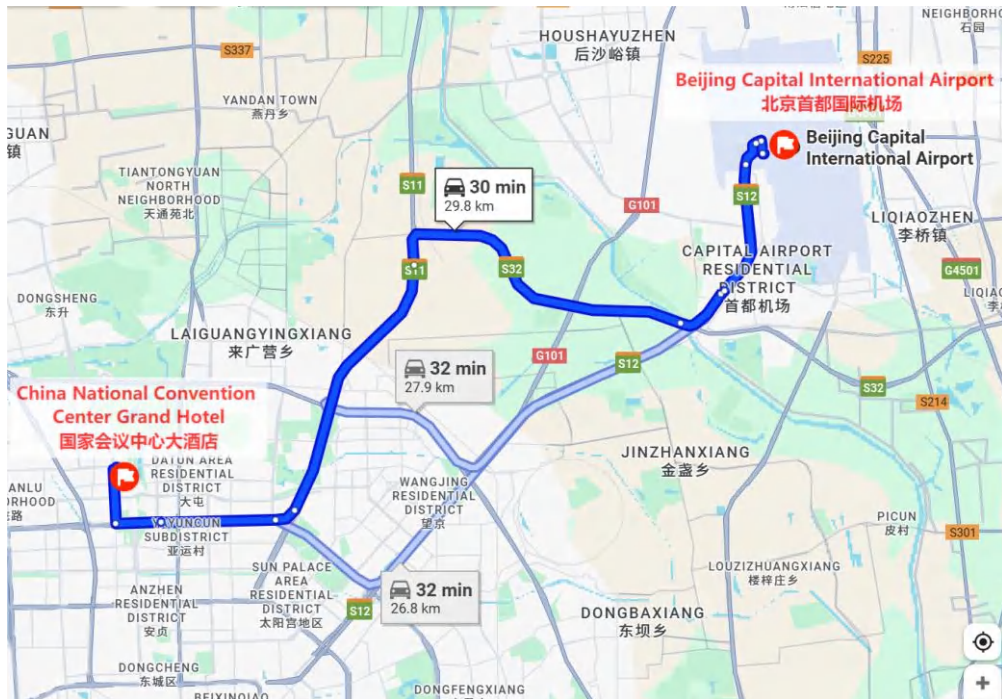 HOUSHAYUZHEN
后沙峪镇
NEIGHBORHOOD
石园
S337
S225
YANDAN TOWN
燕丹乡
Beijing Capital International Airport
北京首都国际机场
GUAN
镇
Beijing Capital
International Airport
TIANTONGYUAN
NORTH
NEIGHBORHOOD
天通苑北
S11
30 min
29.8 km
G101
S12
LIQIAOZHEN
李桥镇
CAPITAL AIRPORT
RESIDENTIAL
DISTRICT
首都机场
S11
S32
G4501
DONGSHENG
东升
LAIGUANGYINGXIANG
来广营乡
G101
S12
32 min
27.9 km
S32
S214
China National Convention
Center Grand Hotel
国家会议中心大酒店
DATUN AREA
RESIDENTIAL
DISTRICT
大屯
JINZHANXIANG
金盏乡
WANGJING
RESIDENTIAL
DISTRICT
望京
SUBDISTRICT
亚运村
PICUN
皮村
S301
SUN PALACE
AREA
RESIDENTIAL
DISTRICT
太阳宫地区
LOUZIZHUANGXIANG
楼梓庄乡
32 min
26.8 km
S12
ANZHEN
RESIDENTIAL
DISTRICT
安贞
DONGBAXIANG
东坝乡
DONGCHENG
东城区
DONGFENGXIANG
BEIXINQIAO